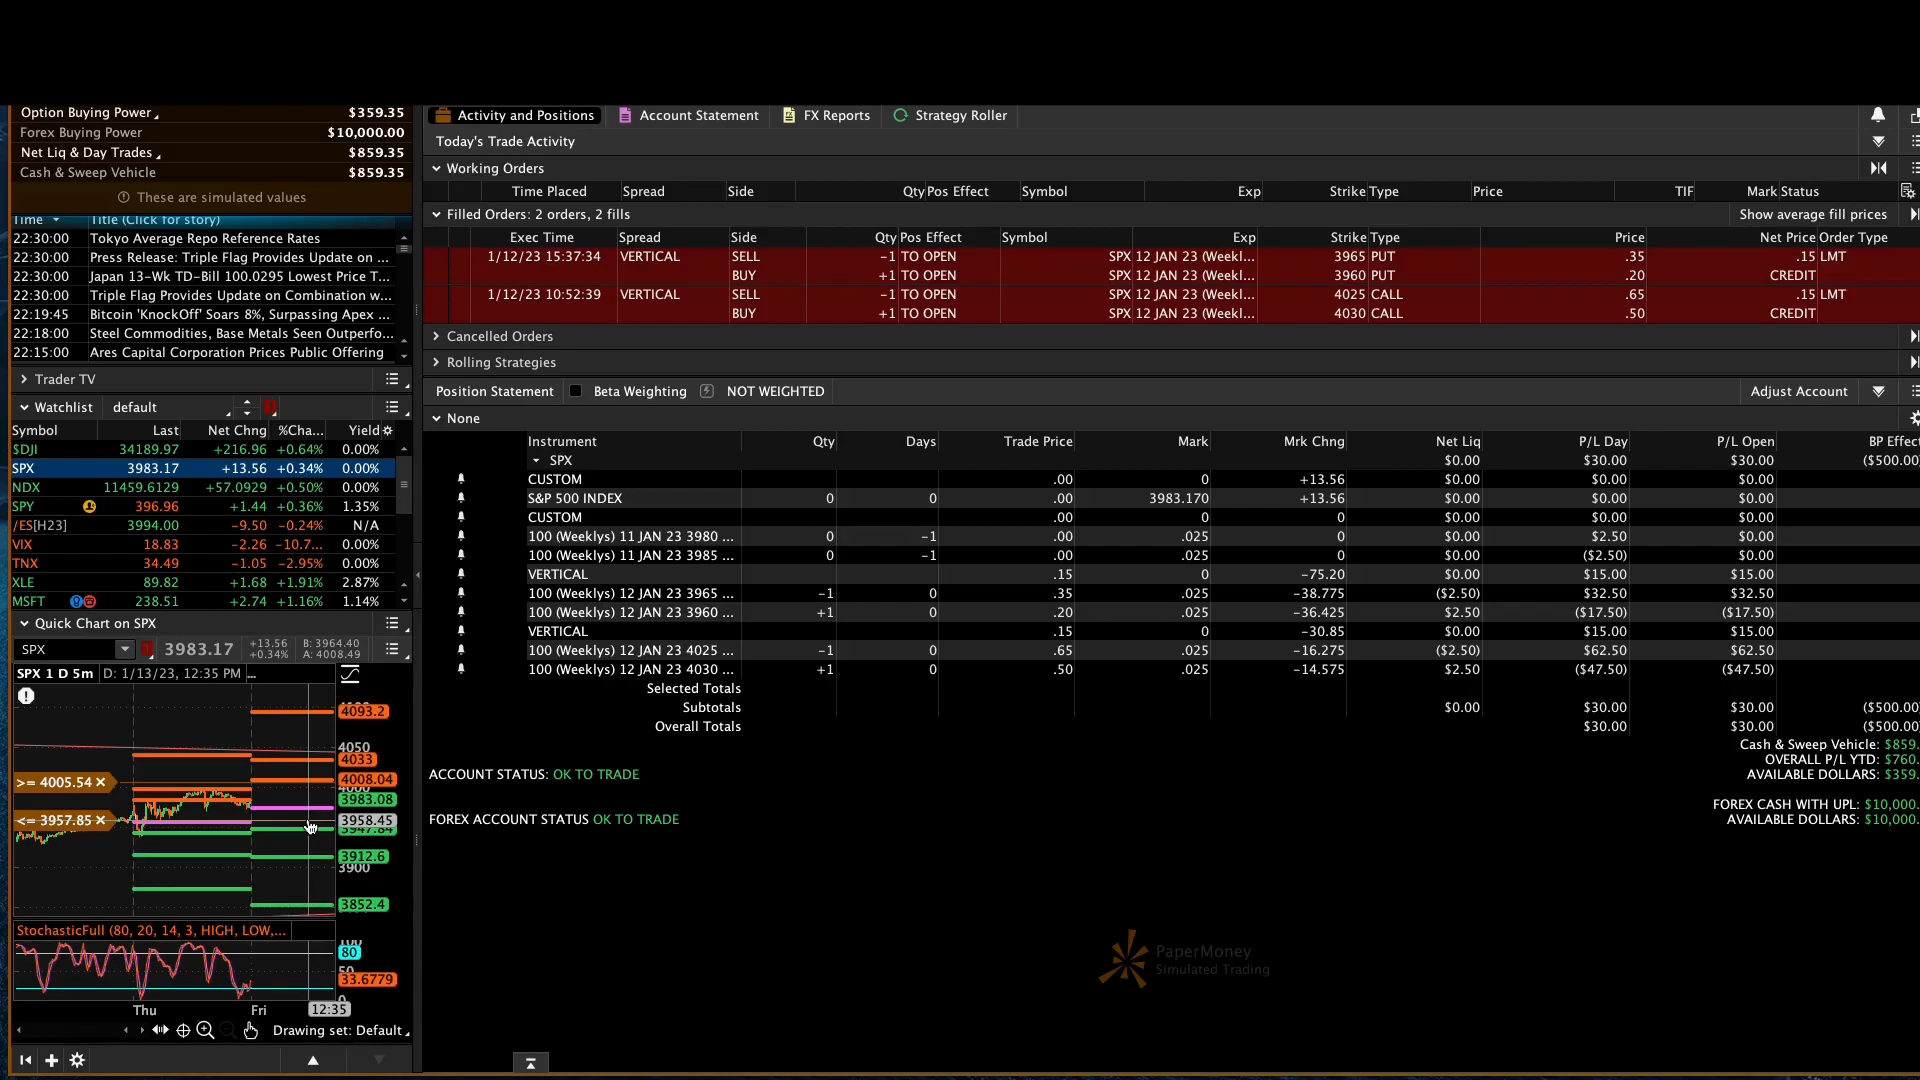 Option Buying Power $359.35
Forex Buying Power $10,000.00
Net Liq & Day Trades $859.35
Cash & Sweep Vehicle $859.35
These are simulated values
Time Title (Click for story)
22:30:00 Tokyo Average Repo Reference Rates
22:30:00 Press Release: Triple Flag Provides Update on ...
22:30:00 Japan 13-Wk TD-Bill 100.0295 Lowest Price T...
22:30:00 Triple Flag Provides Update on Combination w...
22:19:45 Bitcoin 'KnockOff' Soars 8%, Surpassing Apex ...
22:18:00 Steel Commodities, Base Metals Seen Outperfo...
22:15:00 Ares Capital Corporation Prices Public Offering
Trader TV
Watchlist default
Symbol Last Net Chng %Cha... Yield
$DJI 34189.97 +216.96 +0.64% 0.00%
SPX 3983.17 +13.56 +0.34% 0.00%
NDX 11459.6129 +57.0929 +0.50% 0.00%
SPY 396.96 +1.44 +0.36% 1.35%
/ES[H23] 3994.00 -9.50 -0.24% N/A
VIX 18.83 -2.26 -10.7... 0.00%
TNX 34.49 -1.05 -2.95% 0.00%
XLE 89.82 +1.68 +1.91% 2.87%
MSFT 238.51 +2.74 +1.16% 1.14%
Quick Chart on SPX
SPX 3983.17 +13.56 +0.34% B: 3964.40 A: 4008.49
SPX 1 D 5m D: 1/13/23, 12:35 PM ...
4093.2
4050
4033
>= 4005.54 4008.04
4000
3983.08
<= 3957.85 3958.45
3947.84
3912.6
3900
3852.4
StochasticFull (80, 20, 14, 3, HIGH, LOW,...
100
80
50
33.6779
0
Thu Fri 12:35
Drawing set: Default
Activity and Positions Account Statement FX Reports Strategy Roller
Today's Trade Activity
Working Orders
Time Placed Spread Side Qty Pos Effect Symbol Exp Strike Type Price TIF Mark Status
Filled Orders: 2 orders, 2 fills Show average fill prices
Exec Time Spread Side Qty Pos Effect Symbol Exp Strike Type Price Net Price Order Type
1/12/23 15:37:34 VERTICAL SELL -1 TO OPEN SPX 12 JAN 23 (Weekl... 3965 PUT .35 .15 LMT
BUY +1 TO OPEN SPX 12 JAN 23 (Weekl... 3960 PUT .20 CREDIT
1/12/23 10:52:39 VERTICAL SELL -1 TO OPEN SPX 12 JAN 23 (Weekl... 4025 CALL .65 .15 LMT
BUY +1 TO OPEN SPX 12 JAN 23 (Weekl... 4030 CALL .50 CREDIT
Cancelled Orders
Rolling Strategies
Position Statement Beta Weighting NOT WEIGHTED Adjust Account
None
Instrument Qty Days Trade Price Mark Mrk Chng Net Liq P/L Day P/L Open BP Effect
SPX $0.00 $30.00 $30.00 ($500.00)
CUSTOM .00 0 +13.56 $0.00 $0.00 $0.00
S&P 500 INDEX 0 0 .00 3983.170 +13.56 $0.00 $0.00 $0.00
CUSTOM .00 0 0 $0.00 $0.00 $0.00
100 (Weeklys) 11 JAN 23 3980 ... 0 -1 .00 .025 0 $0.00 $2.50 $0.00
100 (Weeklys) 11 JAN 23 3985 ... 0 -1 .00 .025 0 $0.00 ($2.50) $0.00
VERTICAL .15 0 -75.20 $0.00 $15.00 $15.00
100 (Weeklys) 12 JAN 23 3965 ... -1 0 .35 .025 -38.775 ($2.50) $32.50 $32.50
100 (Weeklys) 12 JAN 23 3960 ... +1 0 .20 .025 -36.425 $2.50 ($17.50) ($17.50)
VERTICAL .15 0 -30.85 $0.00 $15.00 $15.00
100 (Weeklys) 12 JAN 23 4025 ... -1 0 .65 .025 -16.275 ($2.50) $62.50 $62.50
100 (Weeklys) 12 JAN 23 4030 ... +1 0 .50 .025 -14.575 $2.50 ($47.50) ($47.50)
Selected Totals
Subtotals $0.00 $30.00 $30.00 ($500.00
Overall Totals $30.00 $30.00 ($500.00
Cash & Sweep Vehicle: $859.
OVERALL P/L YTD: $760.
ACCOUNT STATUS: OK TO TRADE AVAILABLE DOLLARS: $359.
FOREX CASH WITH UPL: $10,000.
FOREX ACCOUNT STATUS OK TO TRADE AVAILABLE DOLLARS: $10,000.
PaperMoney
Simulated Trading